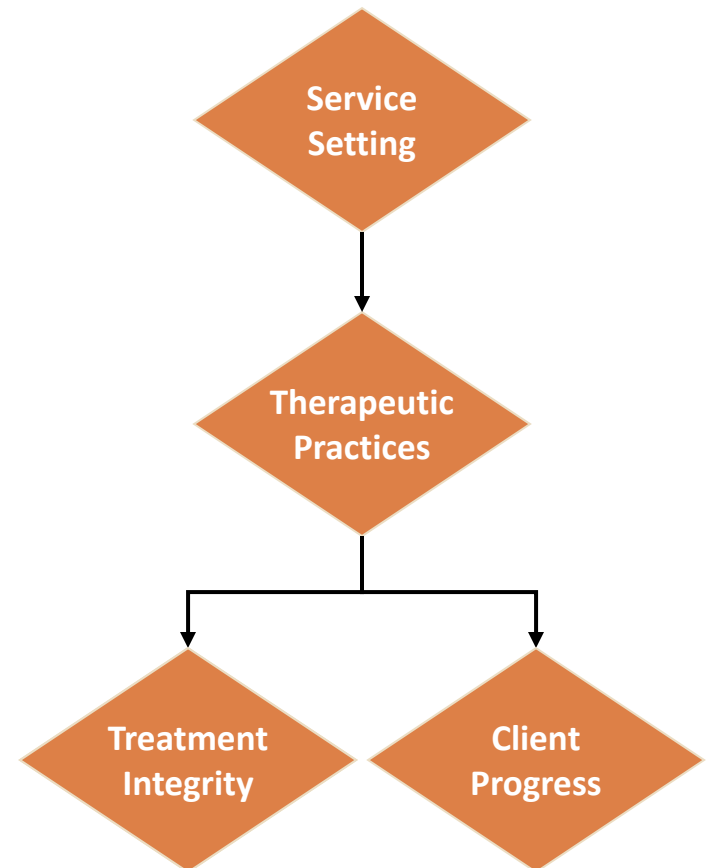 Service
Setting
Therapeutic
Practices
Treatment
Integrity
Client
Progress